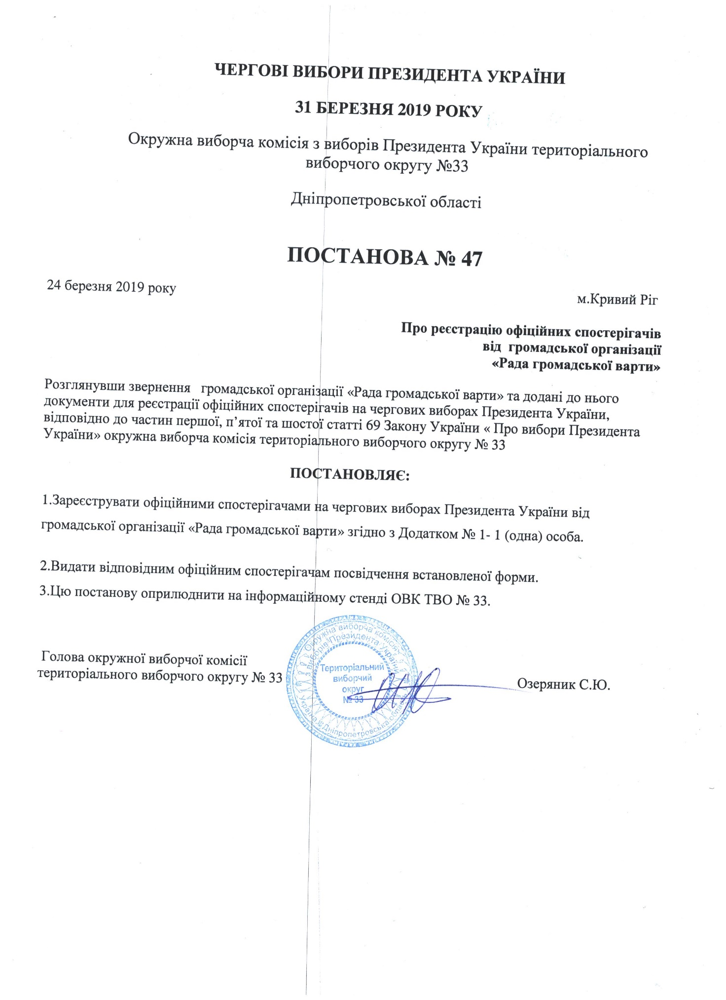 ЧЕРГОВІ ВИБОРИ ПРЕЗИДЕНТА УКРАЇНИ
31 БЕРЕЗНЯ 2019 РОКУ
Окружна виборча комісія з виборів Президента України територіального
виборчого округу №33
Дніпропетровської області
ПОСТАНОВА № 47
24 березня 2019 року
м.Кривий Ріг
Про реєстрацію офіційних спостерігачів
від громадської організації
«Рада громадської варти»
Розглянувши звернення громадської організації «Рада громадської варти» та додані до нього
документи для реєстрації офіційних спостерігачів на чергових виборах Президента України,
відповідно до частин першої, п’ятої та шостої статті 69 Закону України « Про вибори Президента
України» окружна виборча комісія територіального виборчого округу № 33
ПОСТАНОВЛЯЄ:
1.Зареєструвати офіційними спостерігачами на чергових виборах Президента України від
громадської організації «Рада громадської варти» згідно з Додатком № 1- 1 (одна) особа.
2.Видати відповідним офіційним спостерігачам посвідчення встановленої форми.
3.Цю постанову оприлюднити на інформаційному стенді ОВК ТВО № 33.
Голова окружної виборчої комісії
територіального виборчого округу № 33
Озеряник С.Ю.
Окружна виборча комісія
з виборів Президента України
Територіальний
виборчий
округ
№ 33
Україна Дніпропетровська область